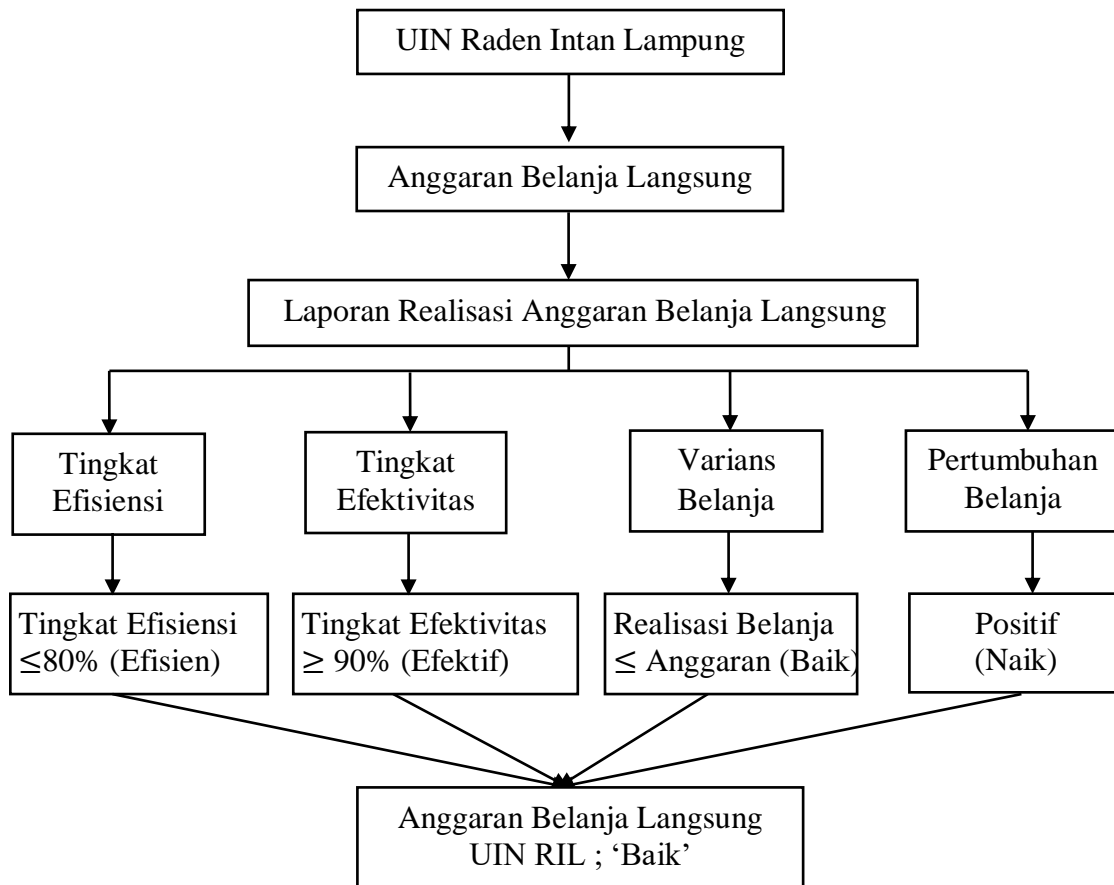 UIN Raden Intan Lampung
Anggaran Belanja Langsung
Laporan Realisasi Anggaran Belanja Langsung
Tingkat
Efisiensi
Tingkat
Efektivitas
Varians
Belanja
Pertumbuhan
Belanja
Tingkat Efisiensi
≤80% (Efisien)
Tingkat Efektivitas
≥ 90% (Efektif)
Realisasi Belanja
≤ Anggaran (Baik)
Positif
(Naik)
Anggaran Belanja Langsung
UIN RIL ; ‘Baik’